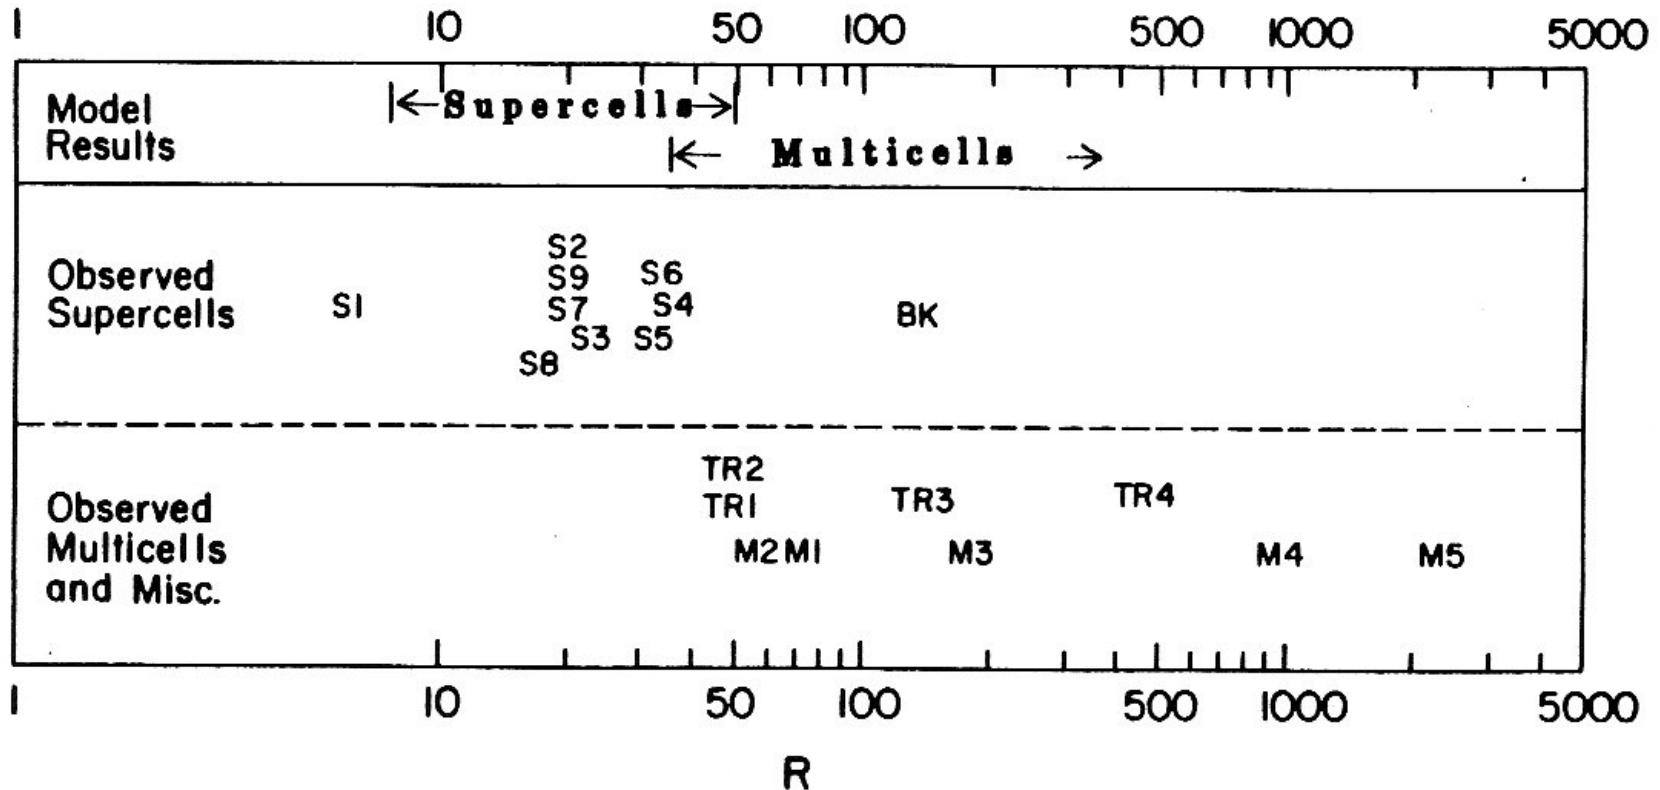 1 10 50 100 500 1000 5000
Model
Results
Supercells
Multicells
Observed
Supercells
S1
S2
S9
S7
S3
S8
S6
S4
S5
BK
Observed
Multicells
and Misc.
TR2
TR1
TR3
TR4
M2 M1 M3 M4 M5
1 10 50 100 500 1000 5000
R